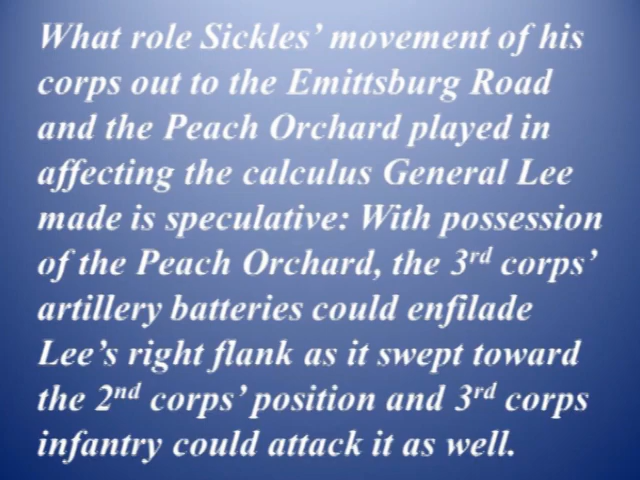 What role Sickles’ movement of his
corps out to the Emittsburg Road
and the Peach Orchard played in
affecting the calculus General Lee
made is speculative: With possession
of the Peach Orchard, the 3rd corps’
artillery batteries could enfilade
Lee’s right flank as it swept toward
the 2nd corps’ position and 3rd corps
infantry could attack it as well.